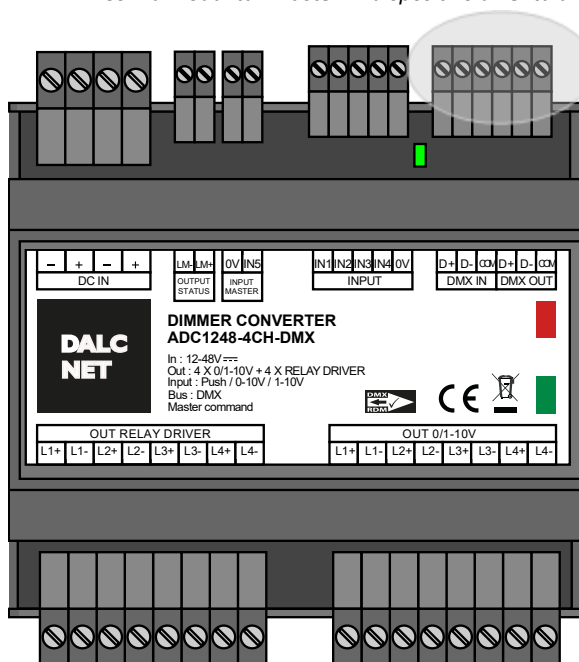 − + − +
LM- LM+
0V IN5
IN1 IN2 IN3 IN4 0V
D+ D- COM D+ D- COM
DC IN
OUTPUT
STATUS
INPUT
MASTER
INPUT
DMX IN
DMX OUT
DALC
NET
DIMMER CONVERTER
ADC1248-4CH-DMX
In : 12-48V
Out : 4 X 0/1-10V + 4 X RELAY DRIVER
Input : Push / 0-10V / 1-10V
Bus : DMX
Master command
DMX
RDM
CE
OUT RELAY DRIVER
OUT 0/1-10V
L1+ L1- L2+ L2- L3+ L3- L4+ L4-
L1+ L1- L2+ L2- L3+ L3- L4+ L4-